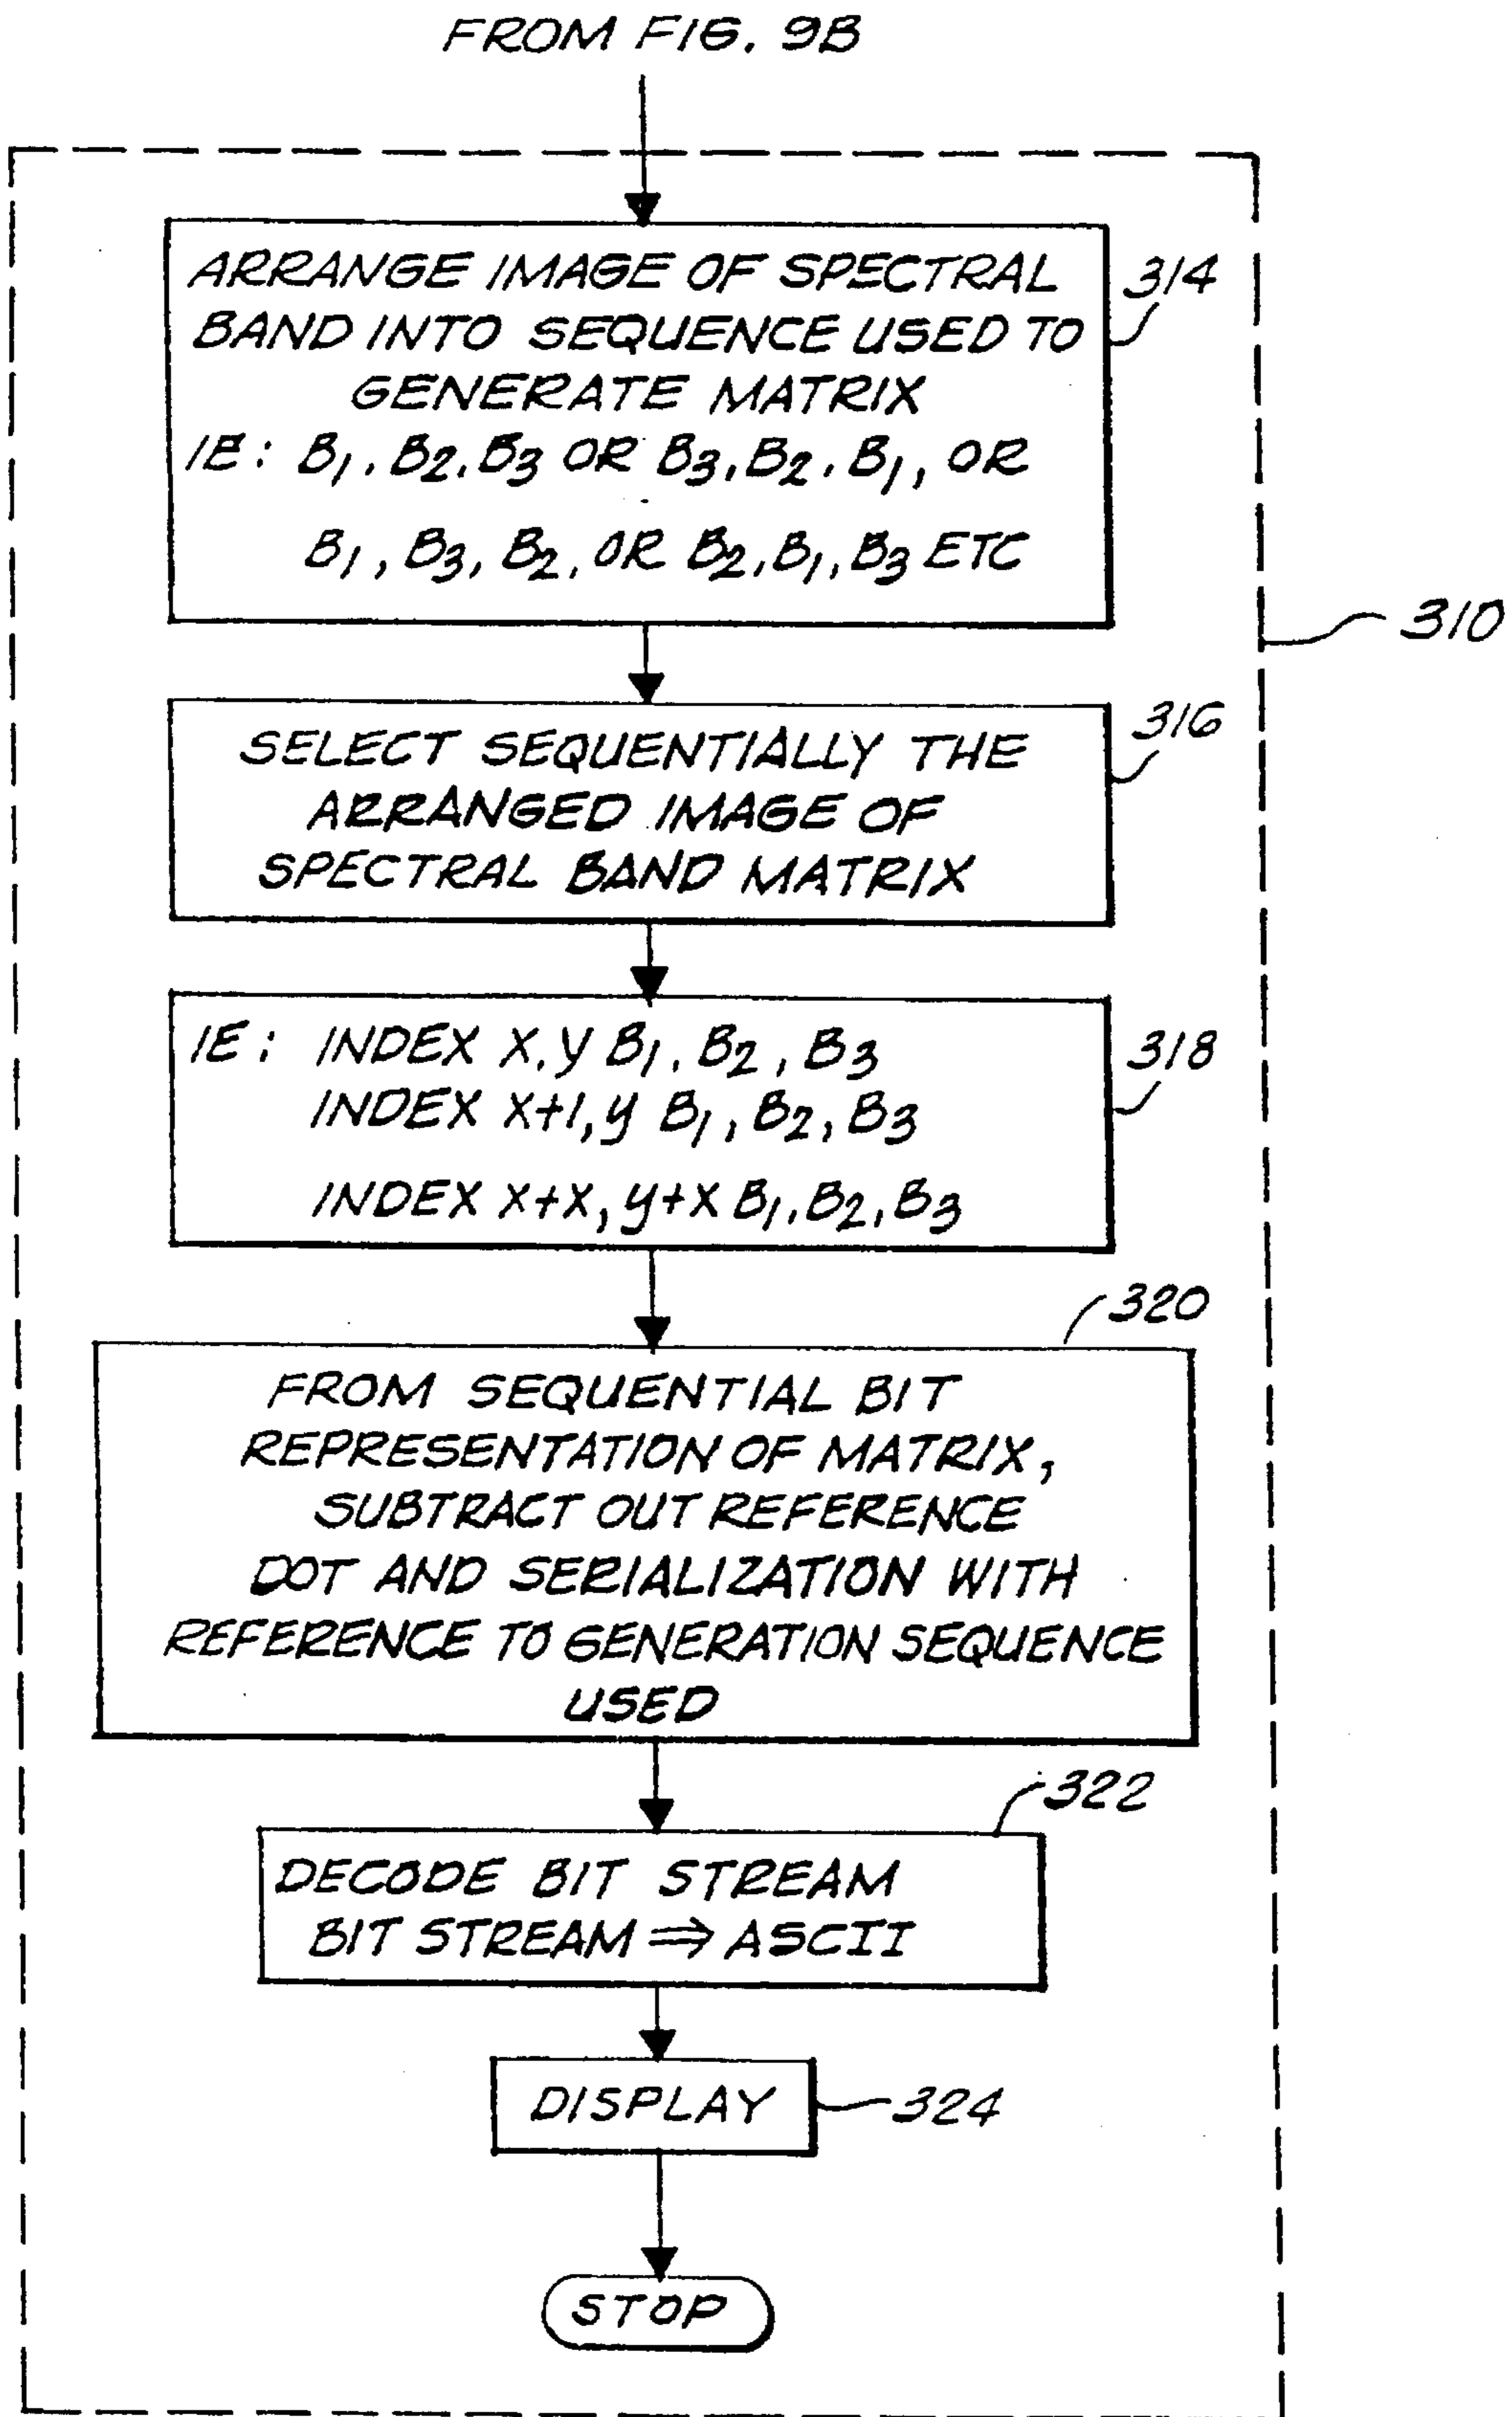 FROM FIG. 9B
ARRANGE IMAGE OF SPECTRAL
BAND INTO SEQUENCE USED TO
GENERATE MATRIX
IE: B1, B2, B3 OR B3, B2, B1, OR
B1, B3, B2, OR B2, B1, B3 ETC
314
310
SELECT SEQUENTIALLY THE
ARRANGED IMAGE OF
SPECTRAL BAND MATRIX
316
IE: INDEX X, Y B1, B2, B3
INDEX X+1, Y B1, B2, B3
INDEX X+X, Y+X B1, B2, B3
318
320
FROM SEQUENTIAL BIT
REPRESENTATION OF MATRIX,
SUBTRACT OUT REFERENCE
DOT AND SERIALIZATION WITH
REFERENCE TO GENERATION SEQUENCE
USED
322
DECODE BIT STREAM
BIT STREAM ⇒ ASCII
DISPLAY
324
STOP